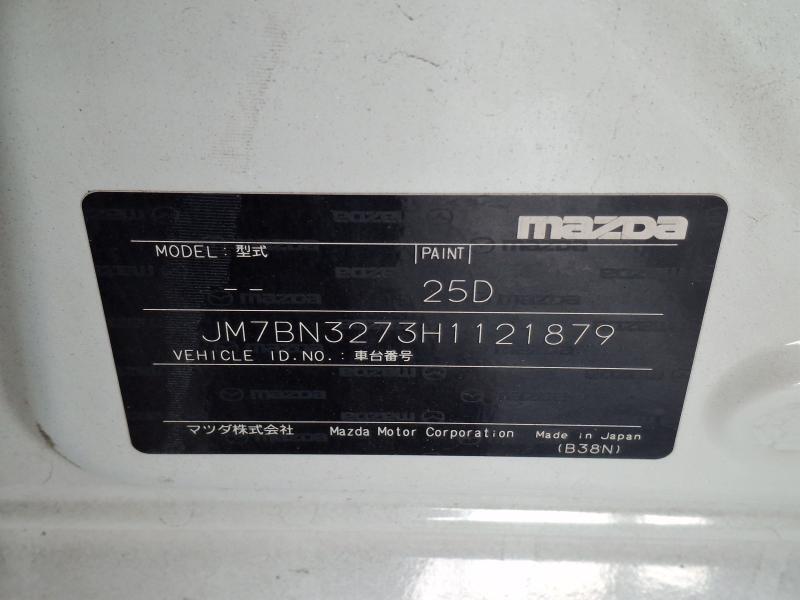 mazda
MODEL: 型式 PAINT
--- 25D
JM7BN3273H1121879
VEHICLE ID.NO.: 車台番号
マツダ株式会社 Mazda Motor Corporation Made in Japan
(B38N)